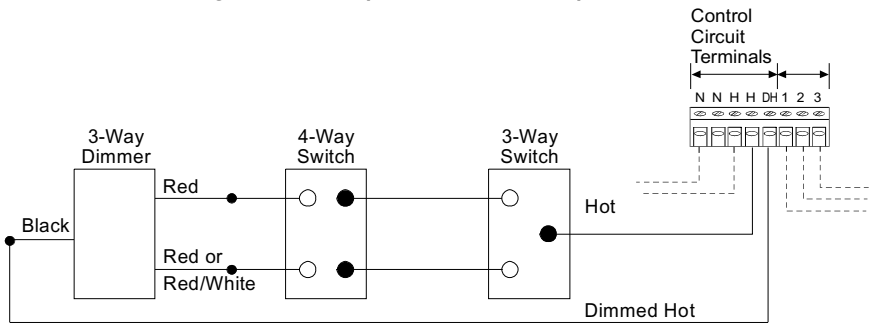 Control
Circuit
Terminals
N N H H DH 1 2 3
3-Way
Dimmer
4-Way
Switch
3-Way
Switch
Red
Black
Hot
Red or
Red/White
Dimmed Hot